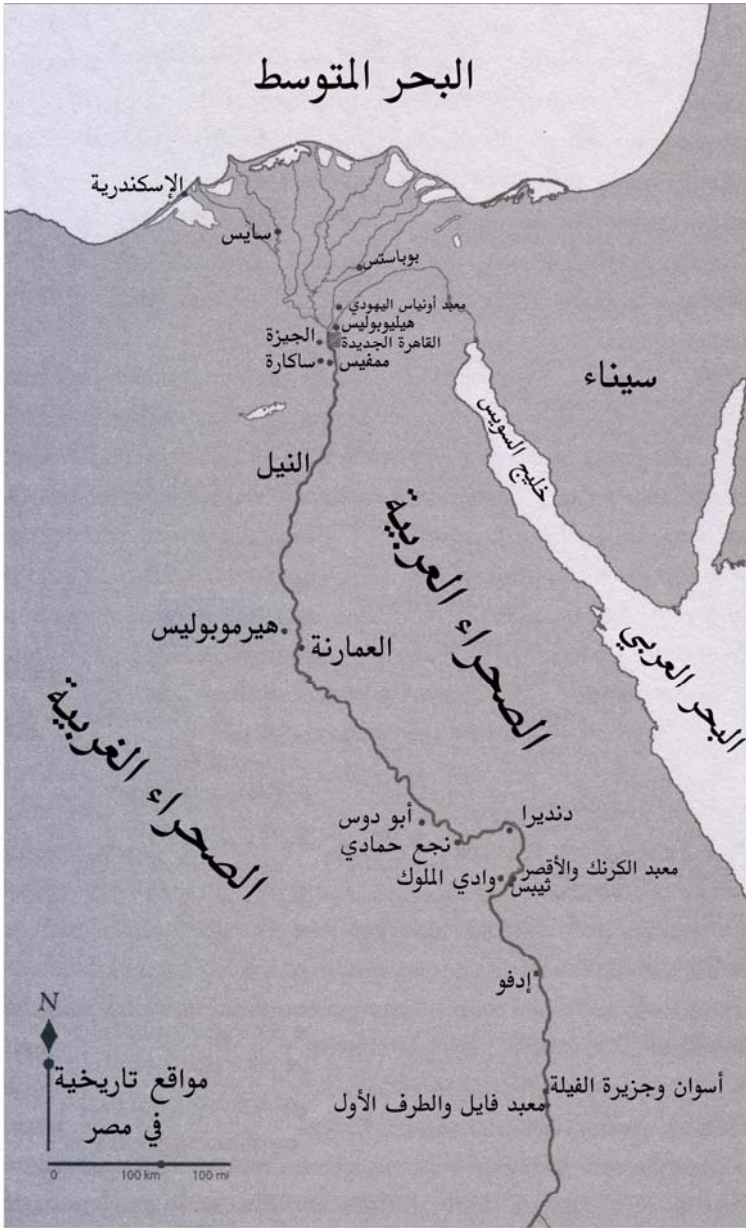 البحر المتوسط
الإسكندرية
سايس
بوباستس
معبد أونياس اليهودي
هيليوبوليس
الجيزة
القاهرة الجديدة
ساكارة
ممفيس
سيناء
خليج السويس
النيل
الصحراء العربية
هيرموبوليس
العمارنة
البحر العربي
الصحراء الغربية
أبو دوس
دنديرا
نجع حمادي
معبد الكرنك والأقصر
وادي الملوك
ثيبس
إدفو
N
مواقع تاريخية
في مصر
أسوان وجزيرة الفيلة
معبد فايل والطرف الأول
0 100 km 100 mi